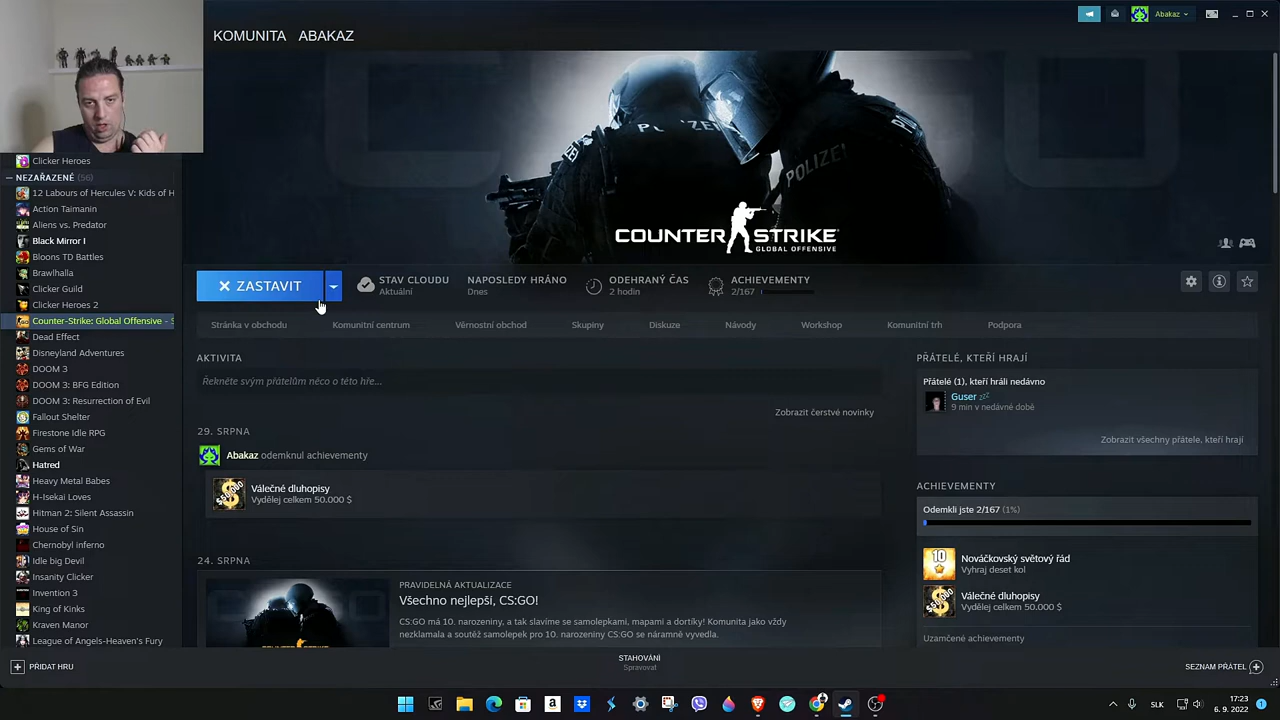 KOMUNITA ABAKAZ
Abakaz
POLIZEI
POLIZEI
COUNTER STRIKE
GLOBAL OFFENSIVE
Clicker Heroes
NEZAŘAZENÉ (56)
12 Labours of Hercules V: Kids of H
Action Taimanin
Aliens vs. Predator
Black Mirror I
Bloons TD Battles
Brawlhalla
Clicker Guild
Clicker Heroes 2
Counter-Strike: Global Offensive - S
Dead Effect
Disneyland Adventures
DOOM 3
DOOM 3: BFG Edition
DOOM 3: Resurrection of Evil
Fallout Shelter
Firestone Idle RPG
Gems of War
Hatred
Heavy Metal Babes
H-Isekai Loves
Hitman 2: Silent Assassin
House of Sin
Chernobyl inferno
Idle big Devil
Insanity Clicker
Invention 3
King of Kinks
Kraven Manor
League of Angels-Heaven's Fury
PŘIDAT HRU
ZASTAVIT
STAV CLOUDU
Aktuální
NAPOSLEDY HRÁNO
Dnes
ODEHRANÝ ČAS
2 hodin
ACHIEVEMENTY
2/167
Stránka v obchodu Komunitní centrum Věrnostní obchod Skupiny Diskuze Návody Workshop Komunitní trh Podpora
AKTIVITA
Řekněte svým přátelům něco o této hře...
Zobrazit čerstvé novinky
29. SRPNA
Abakaz odemknul achievementy
Válečné dluhopisy
Vydělej celkem 50.000 $
24. SRPNA
PRAVIDELNÁ AKTUALIZACE
Všechno nejlepší, CS:GO!
CS:GO má 10. narozeniny, a tak slavíme se samolepkami, mapami a dortíky! Komunita jako vždy
nezklamala a soutěž samolepek pro 10. narozeniny CS:GO se náramně vyvedla.
PŘÁTELÉ, KTEŘÍ HRAJÍ
Přátelé (1), kteří hráli nedávno
Guser zzz
9 min v nedávné době
Zobrazit všechny přátele, kteří hrají
ACHIEVEMENTY
Odemkli jste 2/167 (1%)
10
Nováčkovský světový řád
Vyhraj deset kol
Válečné dluhopisy
Vydělej celkem 50.000 $
Uzamčené achievementy
STAHOVÁNÍ
Spravovat
SEZNAM PŘÁTEL
SLK
17:23
6. 9. 2022